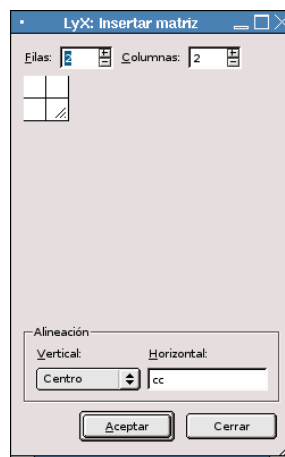 LyX: Insertar matriz
Filas: 2 Columnas: 2
Alineación
Vertical: Horizontal:
Centro cc
Aceptar Cerrar